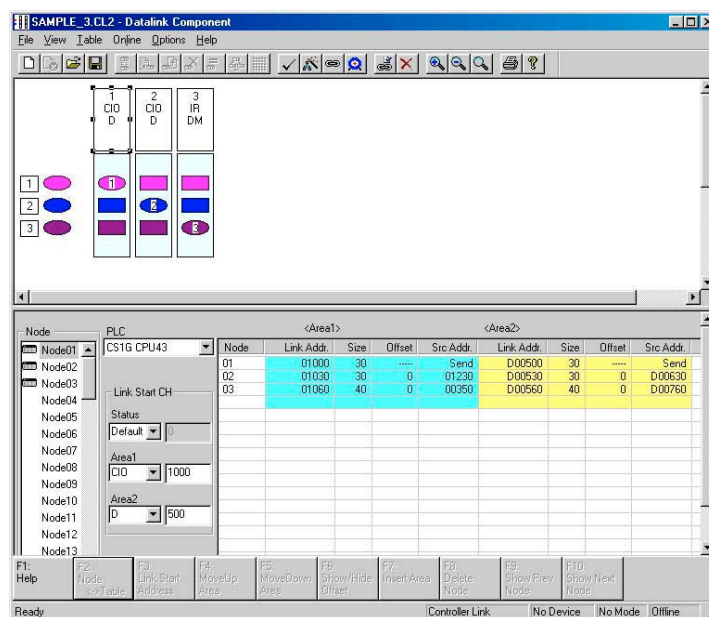 SAMPLE_3.CL2 - Datalink Component
File View Table Online Options Help
1 2 3
CIO CIO IR
D D DM
1 1
2 2
3 3
Node PLC <Area1> <Area2>
CS1G CPU43 Node Link Addr. Size Offset Src Addr. Link Addr. Size Offset Src Addr.
01 01000 30 ----- Send D00500 30 ----- Send
02 01030 30 0 01230 D00530 30 0 D00630
03 01060 40 0 00350 D00560 40 0 D00760
Node01
Node02
Node03
Node04
Node05
Node06
Node07
Node08
Node09
Node10
Node11
Node12
Node13
Link Start CH
Status
Default 0
Area1
CIO 1000
Area2
D 500
F1: Help
F2: Node <->Table
F3: Link Start Address
F4: MoveUp Area
F5: MoveDown Area
F6: Show/Hide Offset
F7: Insert Area
F8: Delete Node
F9: Show Prev Node
F10: Show Next Node
Ready Controller Link No Device No Mode Offline